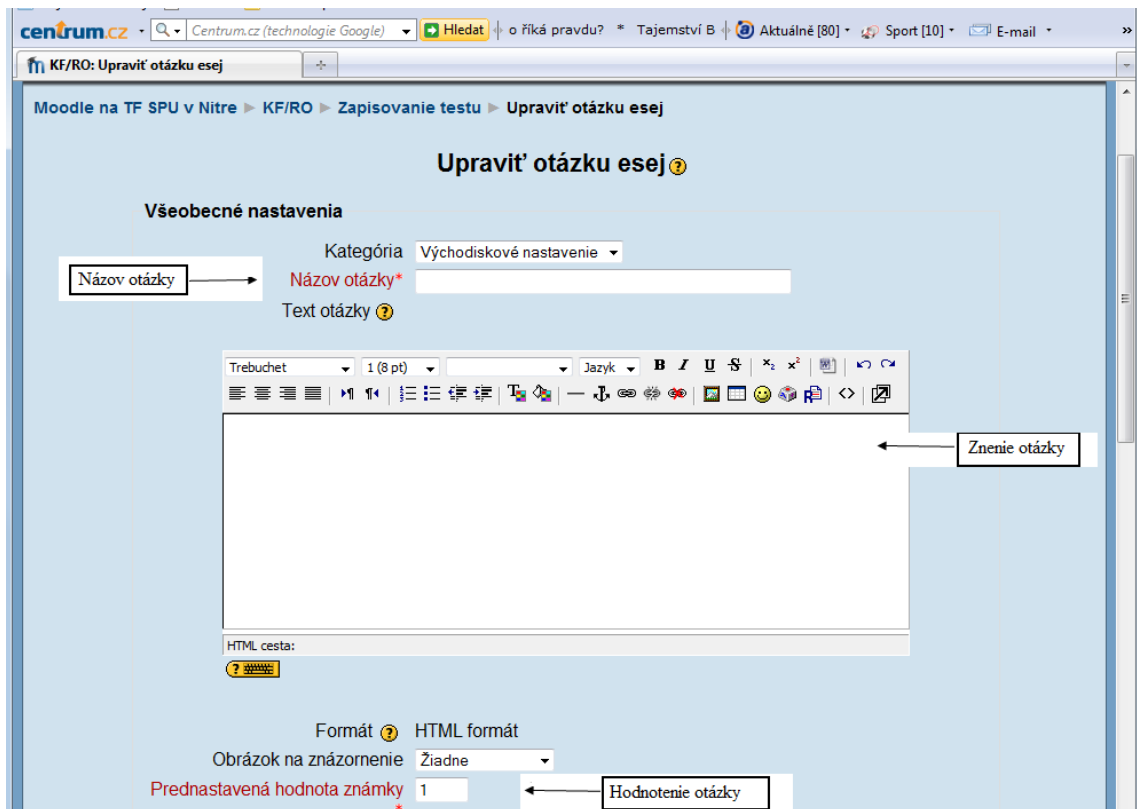 centrum.cz Centrum.cz (technologie Google) Hledat o říká pravdu? * Tajemství B Aktuálně [80] Sport [10] E-mail »
KF/RO: Upraviť otázku esej
Moodle na TF SPU v Nitre ► KF/RO ► Zapisovanie testu ► Upraviť otázku esej
Upraviť otázku esej
Všeobecné nastavenia
Kategória Východiskové nastavenie
Názov otázky Názov otázky*
Text otázky
Trebuchet 1 (8 pt) Jazyk B I U S x₂ x²
Znenie otázky
HTML cesta:
Formát HTML formát
Obrázok na znázornenie Žiadne
Prednastavená hodnota známky 1 Hodnotenie otázky
*